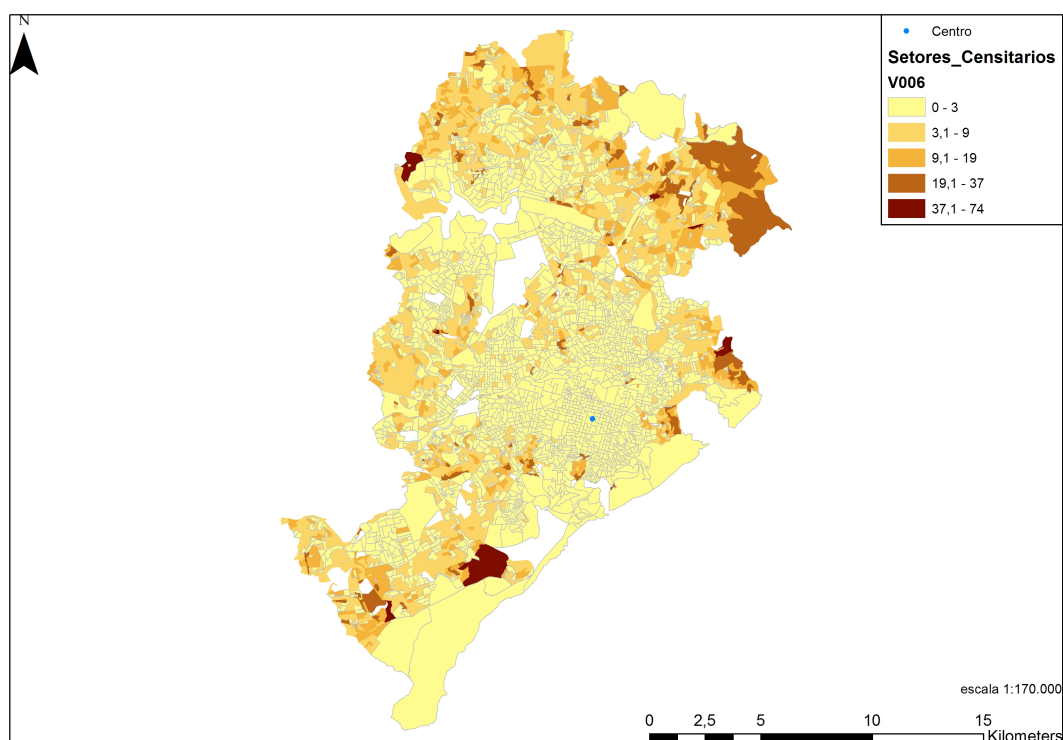 N
Centro
Setores_Censitarios
V006
0 - 3
3,1 - 9
9,1 - 19
19,1 - 37
37,1 - 74
escala 1:170.000
0 2,5 5 10 15
Kilometers